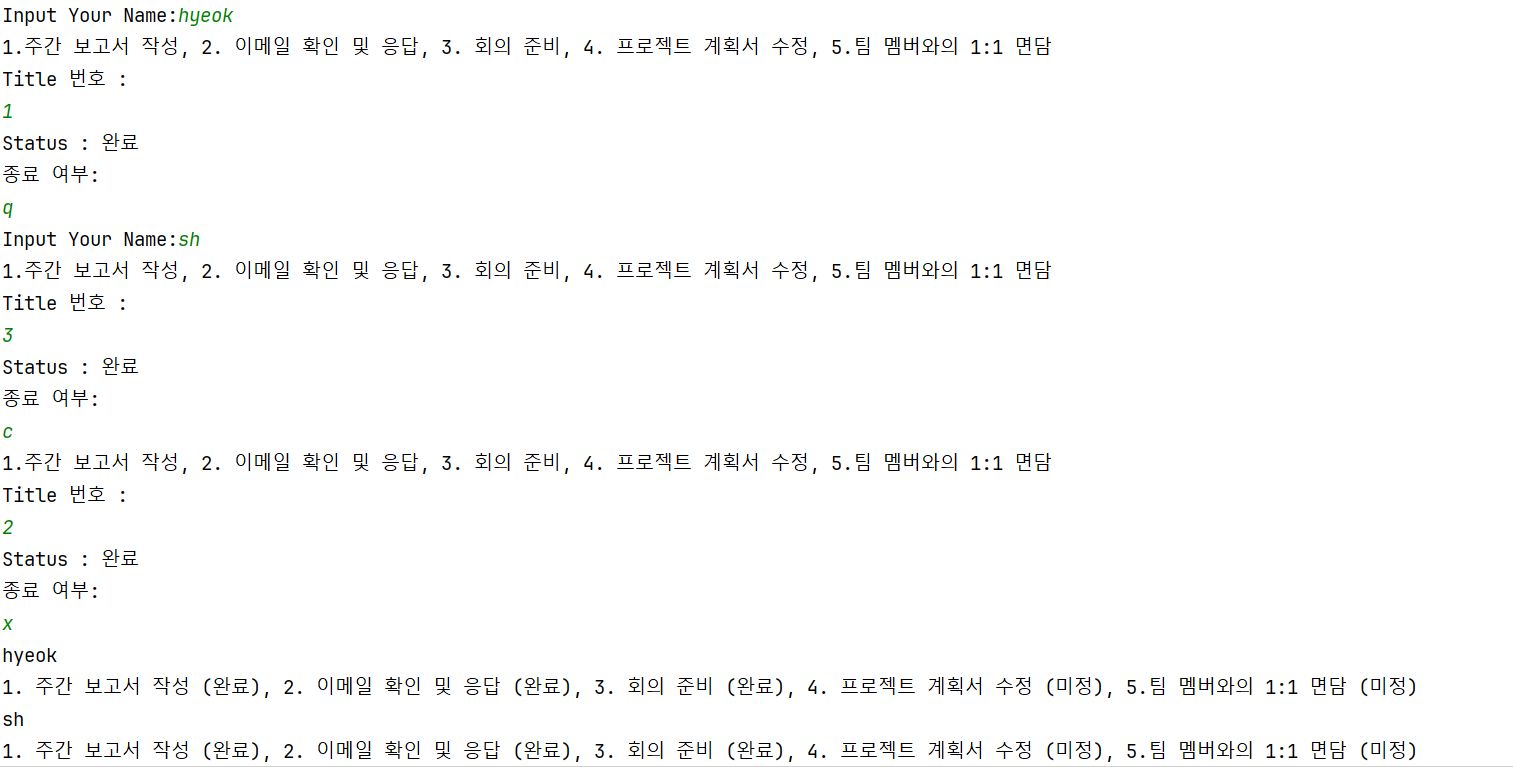 Input Your Name:hyeok
1.주간 보고서 작성, 2. 이메일 확인 및 응답, 3. 회의 준비, 4. 프로젝트 계획서 수정, 5.팀 멤버와의 1:1 면담
Title 번호 :
1
Status : 완료
종료 여부:
q
Input Your Name:sh
1.주간 보고서 작성, 2. 이메일 확인 및 응답, 3. 회의 준비, 4. 프로젝트 계획서 수정, 5.팀 멤버와의 1:1 면담
Title 번호 :
3
Status : 완료
종료 여부:
c
1.주간 보고서 작성, 2. 이메일 확인 및 응답, 3. 회의 준비, 4. 프로젝트 계획서 수정, 5.팀 멤버와의 1:1 면담
Title 번호 :
2
Status : 완료
종료 여부:
x
hyeok
1. 주간 보고서 작성 (완료), 2. 이메일 확인 및 응답 (완료), 3. 회의 준비 (완료), 4. 프로젝트 계획서 수정 (미정), 5.팀 멤버와의 1:1 면담 (미정)
sh
1. 주간 보고서 작성 (완료), 2. 이메일 확인 및 응답 (완료), 3. 회의 준비 (완료), 4. 프로젝트 계획서 수정 (미정), 5.팀 멤버와의 1:1 면담 (미정)